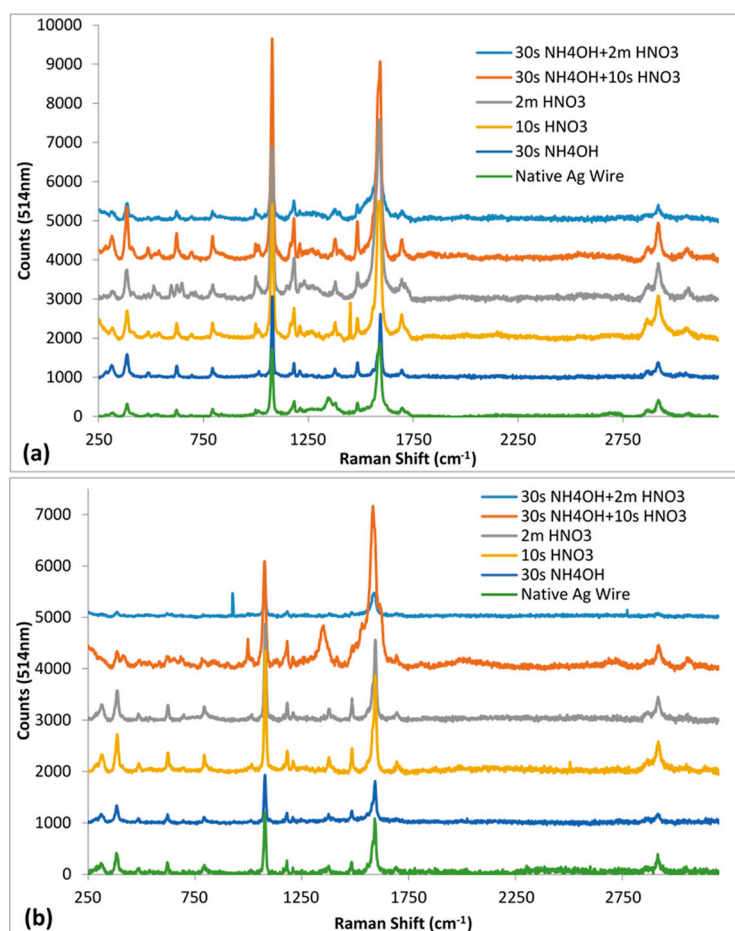 10000
9000
8000
7000
6000
5000
4000
3000
2000
1000
0
Counts (514nm)
30s NH4OH+2m HNO3
30s NH4OH+10s HNO3
2m HNO3
10s HNO3
30s NH4OH
Native Ag Wire
250 750 1250 1750 2250 2750
Raman Shift (cm-1)
(a)
7000
6000
5000
4000
3000
2000
1000
0
Counts (514nm)
30s NH4OH+2m HNO3
30s NH4OH+10s HNO3
2m HNO3
10s HNO3
30s NH4OH
Native Ag Wire
250 750 1250 1750 2250 2750
Raman Shift (cm-1)
(b)